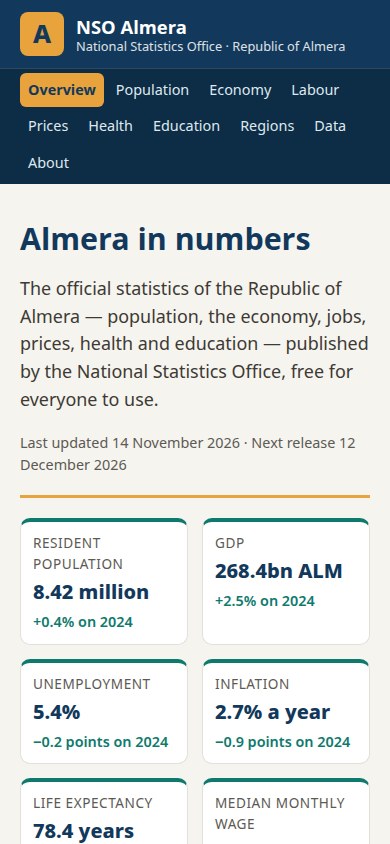 A
NSO Almera
National Statistics Office · Republic of Almera
Overview Population Economy Labour
Prices Health Education Regions Data
About
Almera in numbers
The official statistics of the Republic of
Almera — population, the economy, jobs,
prices, health and education — published
by the National Statistics Office, free for
everyone to use.
Last updated 14 November 2026 · Next release 12
December 2026
RESIDENT
POPULATION
8.42 million
+0.4% on 2024
GDP
268.4bn ALM
+2.5% on 2024
UNEMPLOYMENT
5.4%
−0.2 points on 2024
INFLATION
2.7% a year
−0.9 points on 2024
LIFE EXPECTANCY
78.4 years
MEDIAN MONTHLY
WAGE